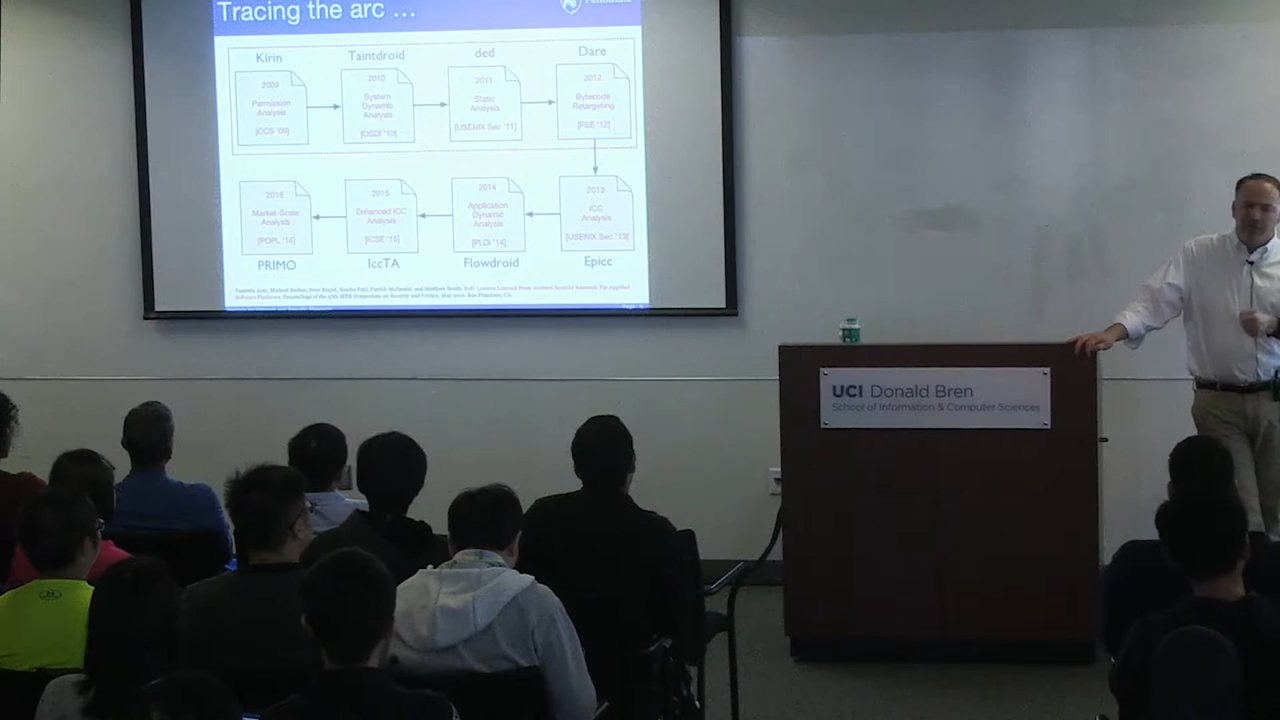 Tracing the arc ...
Kirin
Taintdroid
ded
Dare
2009
Permission
Analysis
[CCS '09]
2010
System
Dynamic
Analysis
[OSDI '10]
2011
Static
Analysis
[USENIX Sec '11]
2012
Bytecode
Retargeting
[FSE '12]
2016
Market-Scale
Analysis
[POPL '16]
2015
Enhanced ICC
Analysis
[ICSE '15]
2014
Application
Dynamic
Analysis
[PLDI '14]
2013
ICC
Analysis
[USENIX Sec '13]
PRIMO
IccTA
Flowdroid
Epicc
UCI Donald Bren
School of Information & Computer Sciences